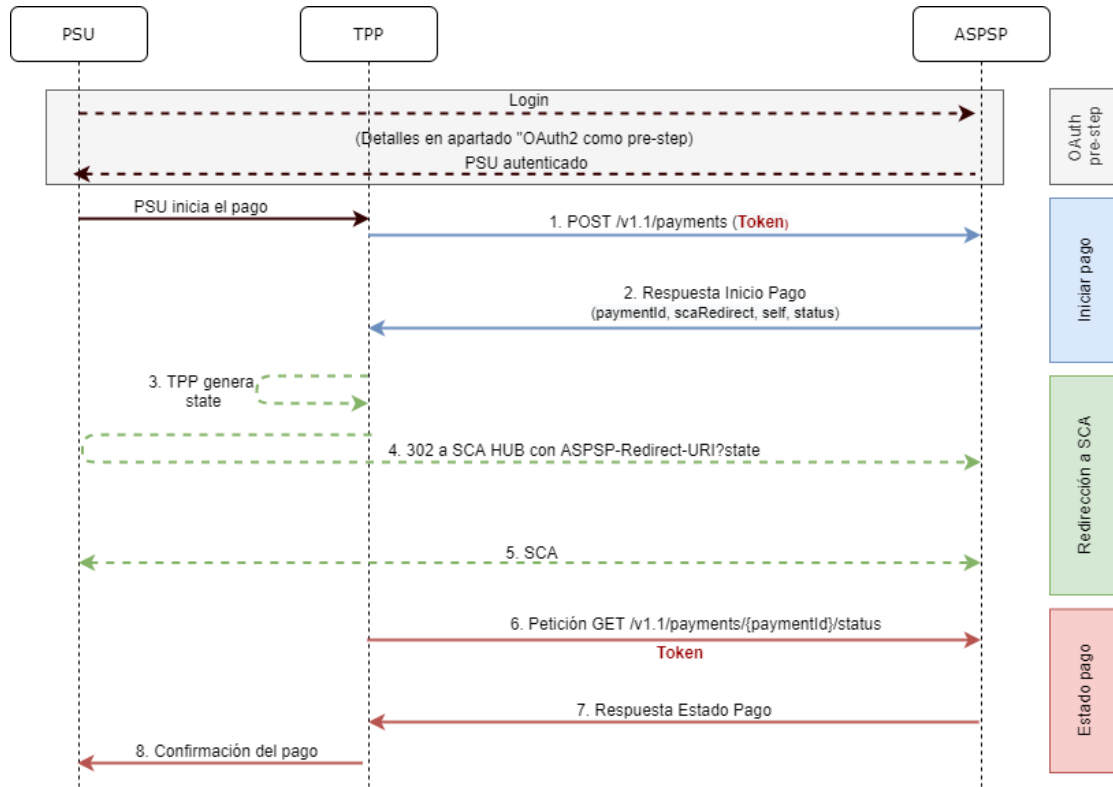 PSU
TPP
ASPSP
Login
(Detalles en apartado "OAuth2 como pre-step)
PSU autenticado
OAuth
pre-step
PSU inicia el pago
1. POST /v1.1/payments (Token)
2. Respuesta Inicio Pago
(paymentId, scaRedirect, self, status)
Iniciar pago
3. TPP genera
state
4. 302 a SCA HUB con ASPSP-Redirect-URI?state
5. SCA
Redirección a SCA
6. Petición GET /v1.1/payments/{paymentId}/status
Token
7. Respuesta Estado Pago
8. Confirmación del pago
Estado pago